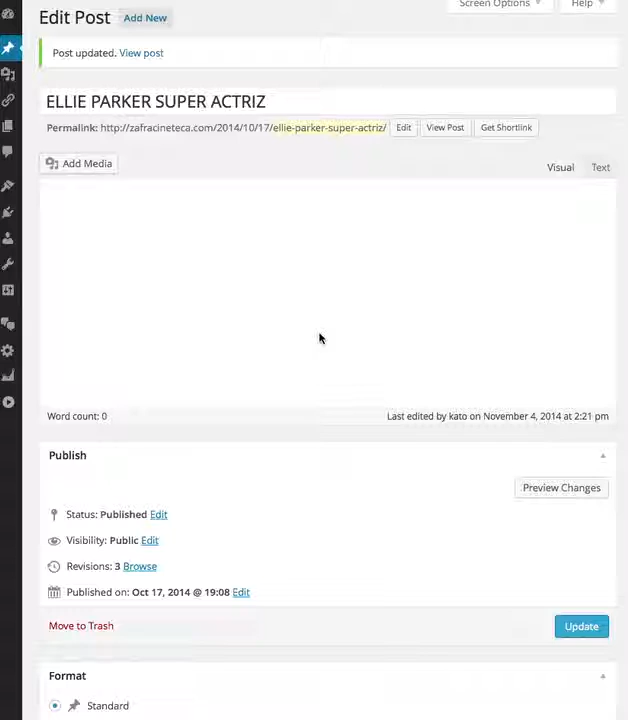 Screen Options
Help
Edit Post Add New
Post updated. View post
ELLIE PARKER SUPER ACTRIZ
Permalink: http://zafracineteca.com/2014/10/17/ellie-parker-super-actriz/ Edit View Post Get Shortlink
Add Media
Visual Text
Word count: 0 Last edited by kato on November 4, 2014 at 2:21 pm
Publish
Preview Changes
Status: Published Edit
Visibility: Public Edit
Revisions: 3 Browse
Published on: Oct 17, 2014 @ 19:08 Edit
Move to Trash Update
Format
Standard